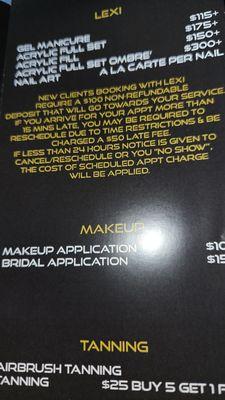 LEXI
GEL MANICURE $115+
ACRYLIC FULL SET $175+
ACRYLIC FILL $150+
ACRYLIC FULL SET OMBRE' $300+
NAIL ART A LA CARTE PER NAIL
NEW CLIENTS BOOKING WITH LEXI
REQUIRE A $100 NON REFUNDABLE
DEPOSIT THAT WILL GO TOWARDS YOUR SERVICE.
IF YOU ARRIVE FOR YOUR APPT MORE THAN
15 MINS LATE, YOU MAY BE REQUIRED TO
RESCHEDULE DUE TO TIME RESTRICTIONS & BE
CHARGED A $50 LATE FEE.
IF LESS THAN 24 HOURS NOTICE IS GIVEN TO
CANCEL/RESCHEDULE OR YOU "NO SHOW",
THE COST OF SCHEDULED APPT CHARGE
WILL BE APPLIED.
MAKEUP
MAKEUP APPLICATION $10
BRIDAL APPLICATION $15
TANNING
AIRBRUSH TANNING
TANNING $25 BUY 5 GET 1